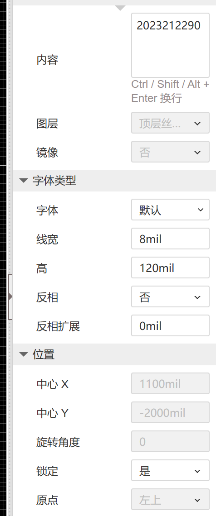 内容
2023212290
Ctrl / Shift / Alt +
Enter 换行
图层 顶层丝...
镜像 否
字体类型
字体 默认
线宽 8mil
高 120mil
反相 否
反相扩展 0mil
位置
中心 X 1100mil
中心 Y -2000mil
旋转角度 0
锁定 是
原点 左上